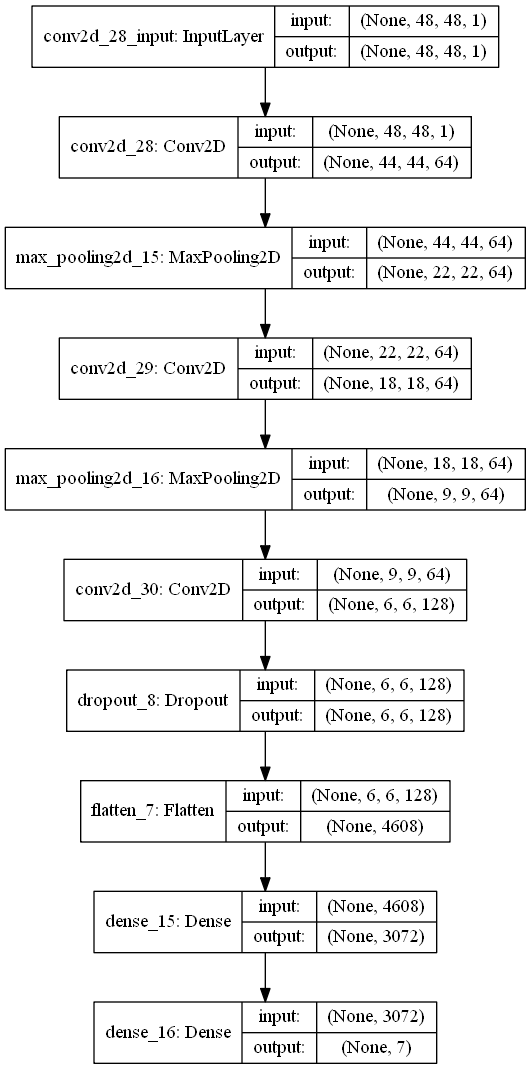 conv2d_28_input: InputLayer
input: (None, 48, 48, 1)
output: (None, 48, 48, 1)
conv2d_28: Conv2D
input: (None, 48, 48, 1)
output: (None, 44, 44, 64)
max_pooling2d_15: MaxPooling2D
input: (None, 44, 44, 64)
output: (None, 22, 22, 64)
conv2d_29: Conv2D
input: (None, 22, 22, 64)
output: (None, 18, 18, 64)
max_pooling2d_16: MaxPooling2D
input: (None, 18, 18, 64)
output: (None, 9, 9, 64)
conv2d_30: Conv2D
input: (None, 9, 9, 64)
output: (None, 6, 6, 128)
dropout_8: Dropout
input: (None, 6, 6, 128)
output: (None, 6, 6, 128)
flatten_7: Flatten
input: (None, 6, 6, 128)
output: (None, 4608)
dense_15: Dense
input: (None, 4608)
output: (None, 3072)
dense_16: Dense
input: (None, 3072)
output: (None, 7)